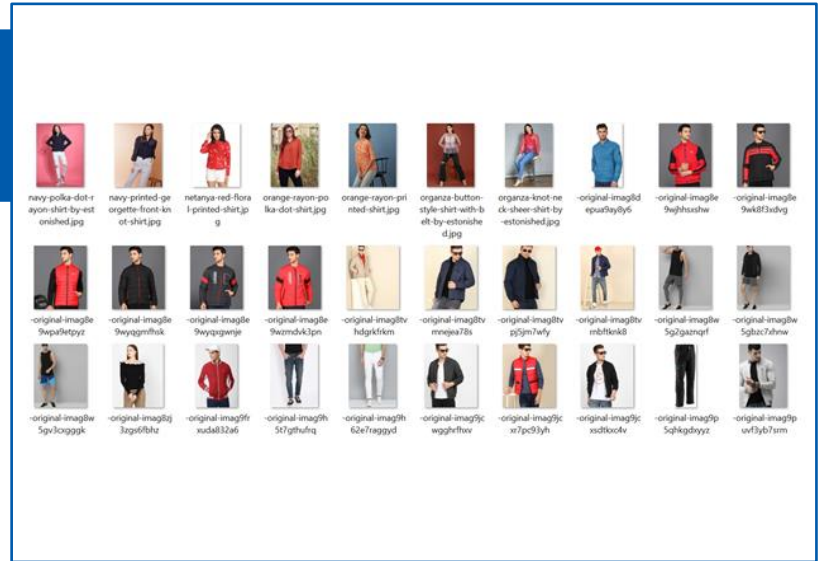 navy-polka-dot-r
ayon-shirt-by-est
onished.jpg
navy-printed-ge
orgette-front-kn
ot-shirt.jpg
netanya-red-flora
l-printed-shirt.jp
g
orange-rayon-po
lka-dot-shirt.jpg
orange-rayon-pri
nted-shirt.jpg
organza-button-
style-shirt-with-b
elt-by-estonishe
d.jpg
organza-knot-ne
ck-sheer-shirt-by
-estonished.jpg
-original-imag8d
epua9ay8y6
-original-imag8e
9wjhhsxshw
-original-imag8e
9wk8f3xdvg
-original-imag8e
9wpa9etpyz
-original-imag8e
9wyqgmfhsk
-original-imag8e
9wyqxgwnje
-original-imag8e
9wzmdvk3pn
-original-imag8tv
hdgrkfrkm
-original-imag8tv
mnejea78s
-original-imag8tv
pj5jm7wfy
-original-imag8tv
rnbftknk8
-original-imag8w
5g2gaznqrf
-original-imag8w
5gbzc7xhnw
-original-imag8w
5gv3cxgggk
-original-imag8zj
3zgs6fbhz
-original-imag9fr
xuda832a6
-original-imag9h
5t7gthufrq
-original-imag9h
62e7raggyd
-original-imag9jc
wgghrfhxv
-original-imag9jc
xr7pc93yh
-original-imag9jc
xsdtkxc4v
-original-imag9p
5qhkgdxyyz
-original-imag9p
uvf3yb7srm